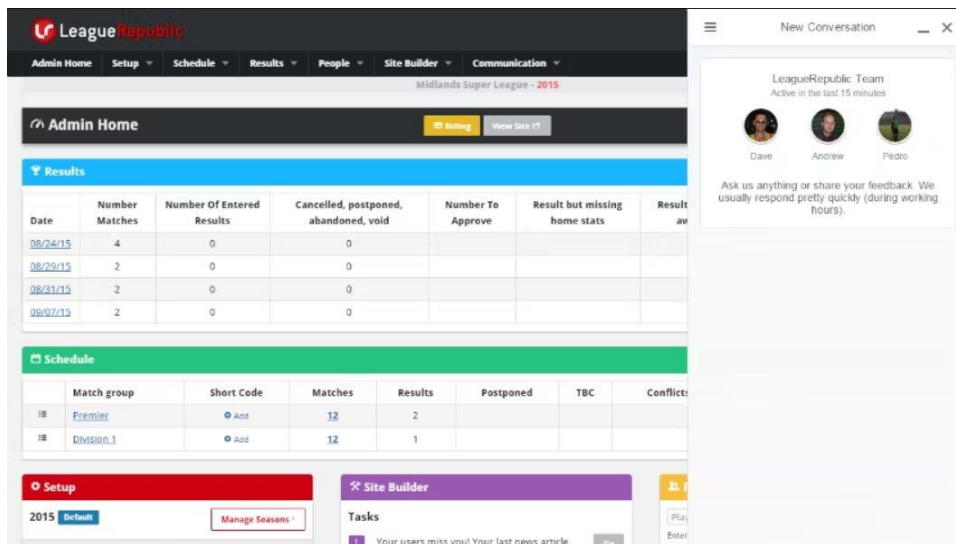 LeagueRepublic
Admin Home Setup Schedule Results People Site Builder Communication
Midlands Super League - 2015
Admin Home
Billing View Site
Results
Date Number Matches Number Of Entered Results Cancelled, postponed, abandoned, void Number To Approve Result but missing home stats Result
08/24/15 4 0 0
08/29/15 2 0 0
08/31/15 2 0 0
09/07/15 2 0 0
Schedule
Match group Short Code Matches Results Postponed TBC Conflicts
Premier Add 12 2
Division 1 Add 12 1
Setup
2015 Default Manage Seasons
Site Builder
Tasks
1 Your users miss you! Your last news article Go
Play
Enter
New Conversation
LeagueRepublic Team
Active in the last 15 minutes
Dave Andrew Pedro
Ask us anything or share your feedback. We
usually respond pretty quickly (during working
hours).